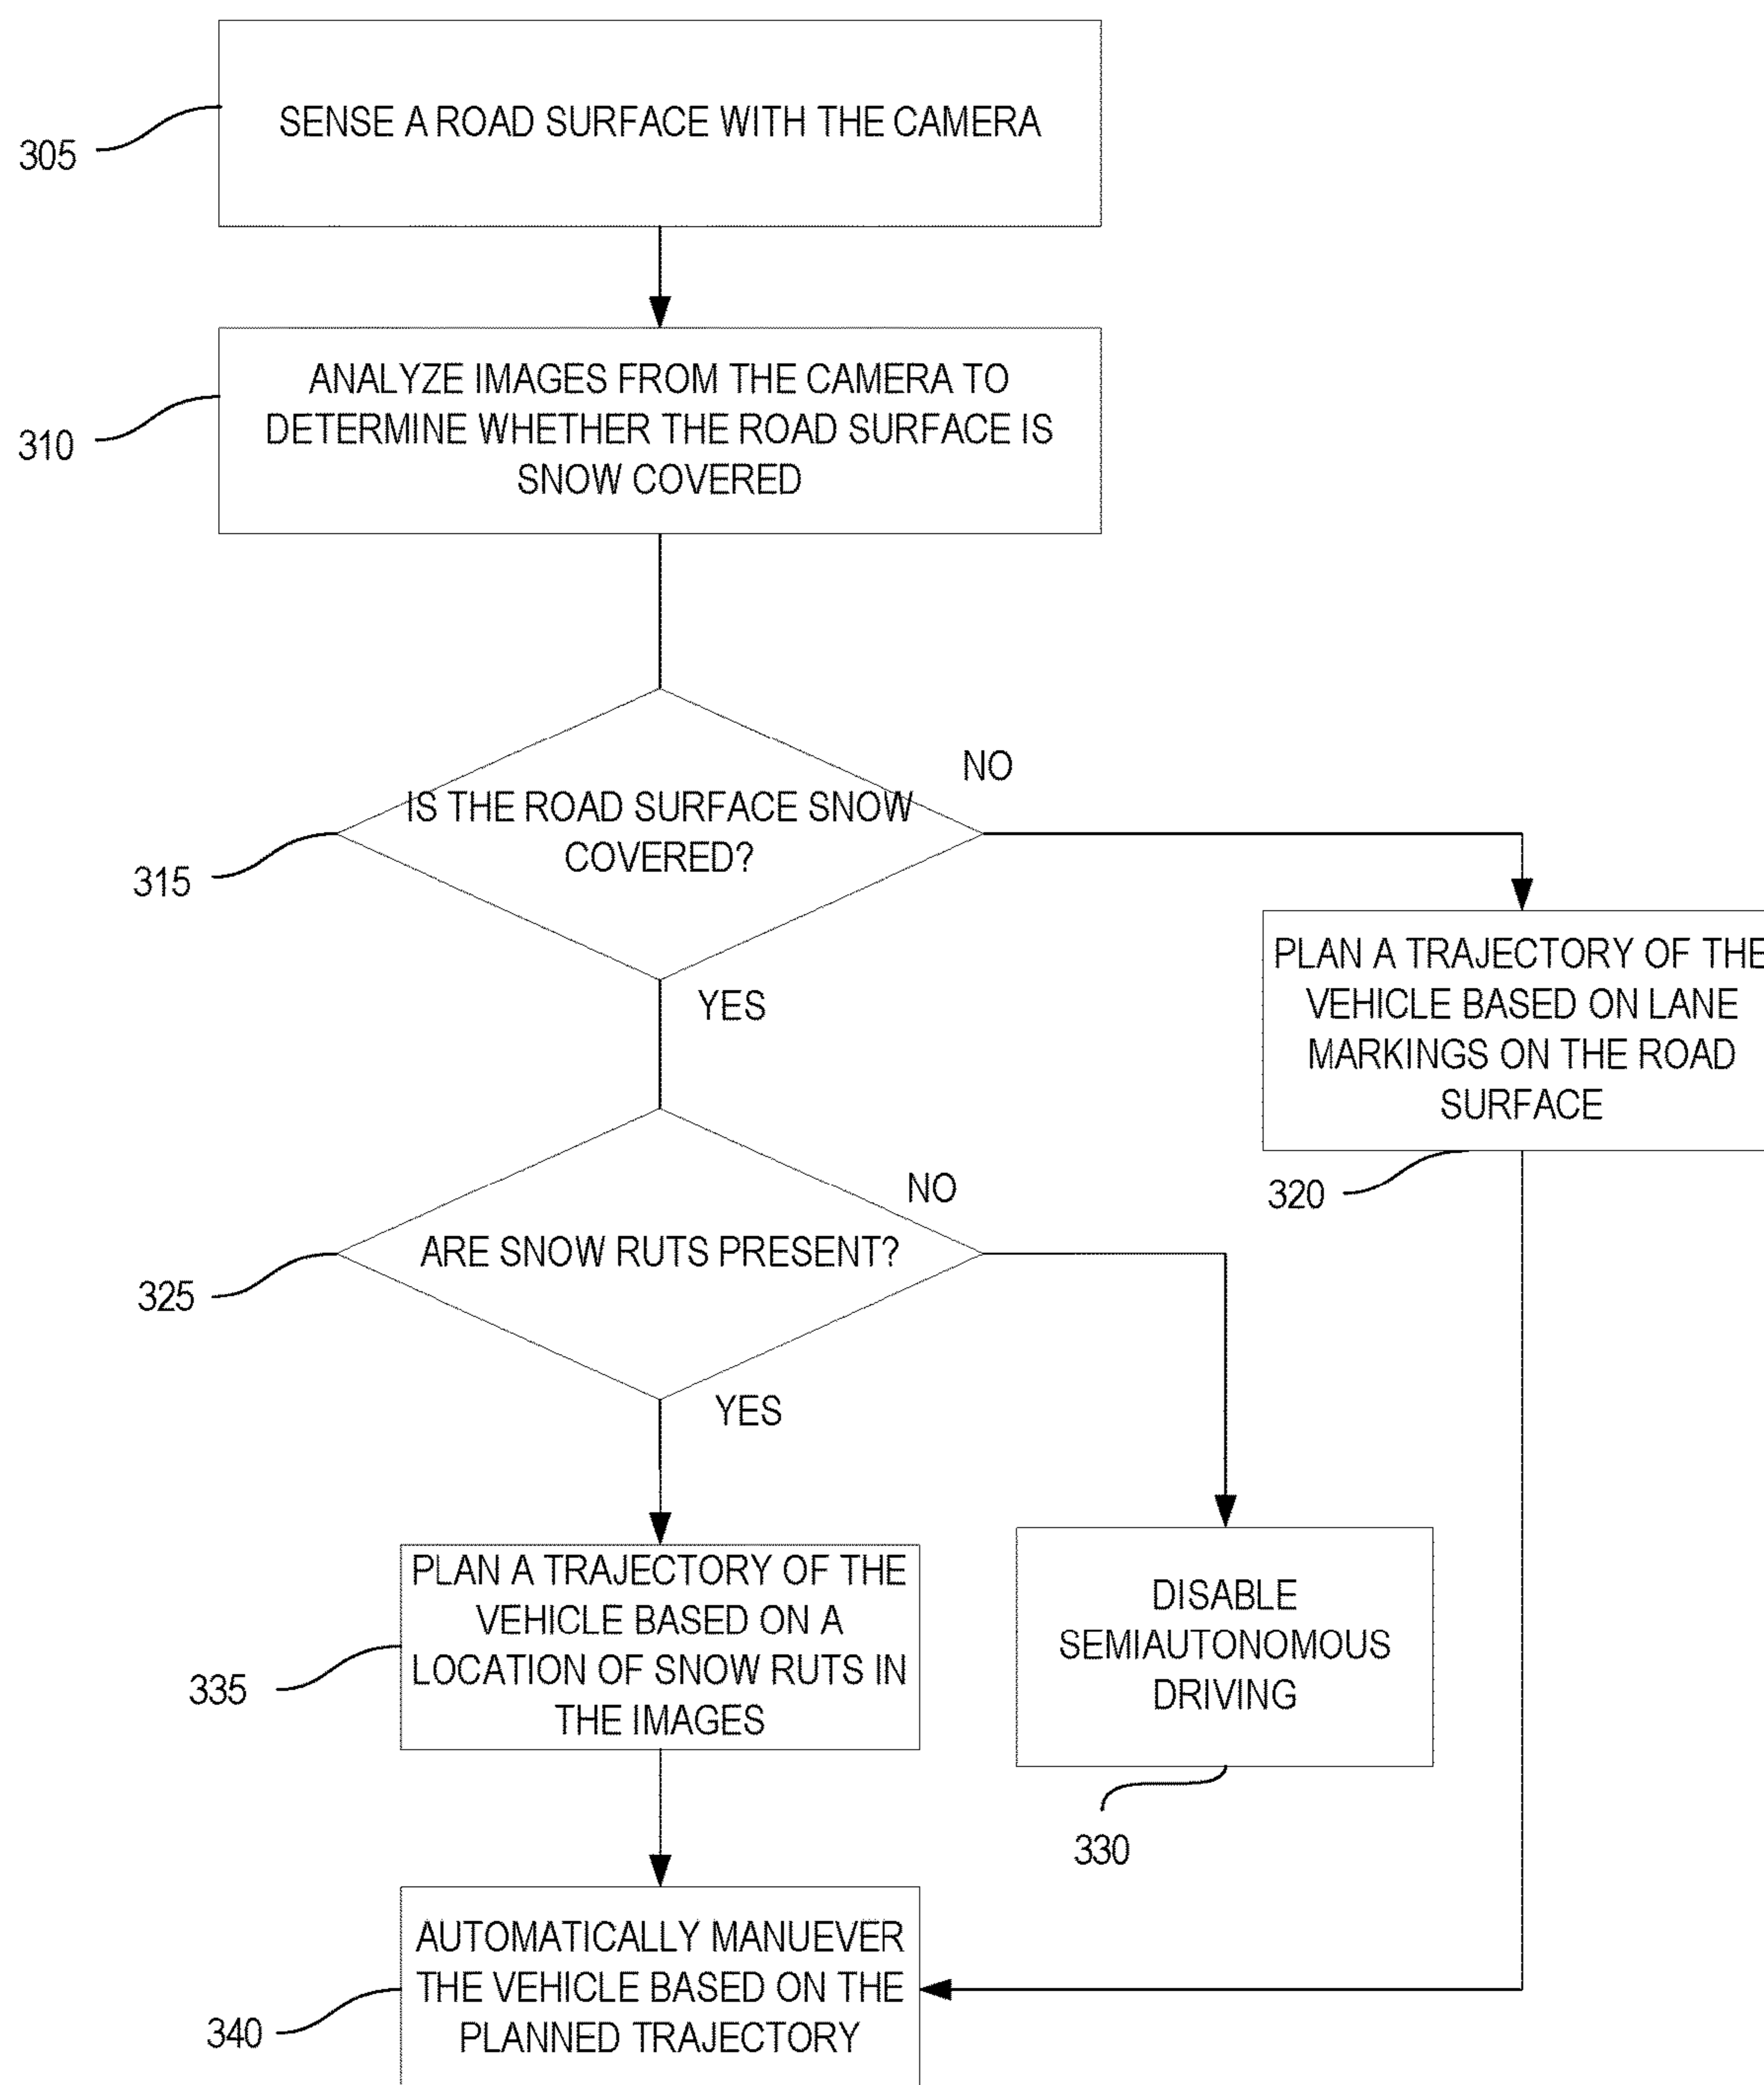 SENSE A ROAD SURFACE WITH THE CAMERA
305
ANALYZE IMAGES FROM THE CAMERA TO
DETERMINE WHETHER THE ROAD SURFACE IS
SNOW COVERED
310
NO
IS THE ROAD SURFACE SNOW
COVERED?
315
YES
PLAN A TRAJECTORY OF THE
VEHICLE BASED ON LANE
MARKINGS ON THE ROAD
SURFACE
320
NO
ARE SNOW RUTS PRESENT?
325
YES
PLAN A TRAJECTORY OF THE
VEHICLE BASED ON A
LOCATION OF SNOW RUTS IN
THE IMAGES
335
DISABLE
SEMIAUTONOMOUS
DRIVING
330
AUTOMATICALLY MANUEVER
THE VEHICLE BASED ON THE
PLANNED TRAJECTORY
340